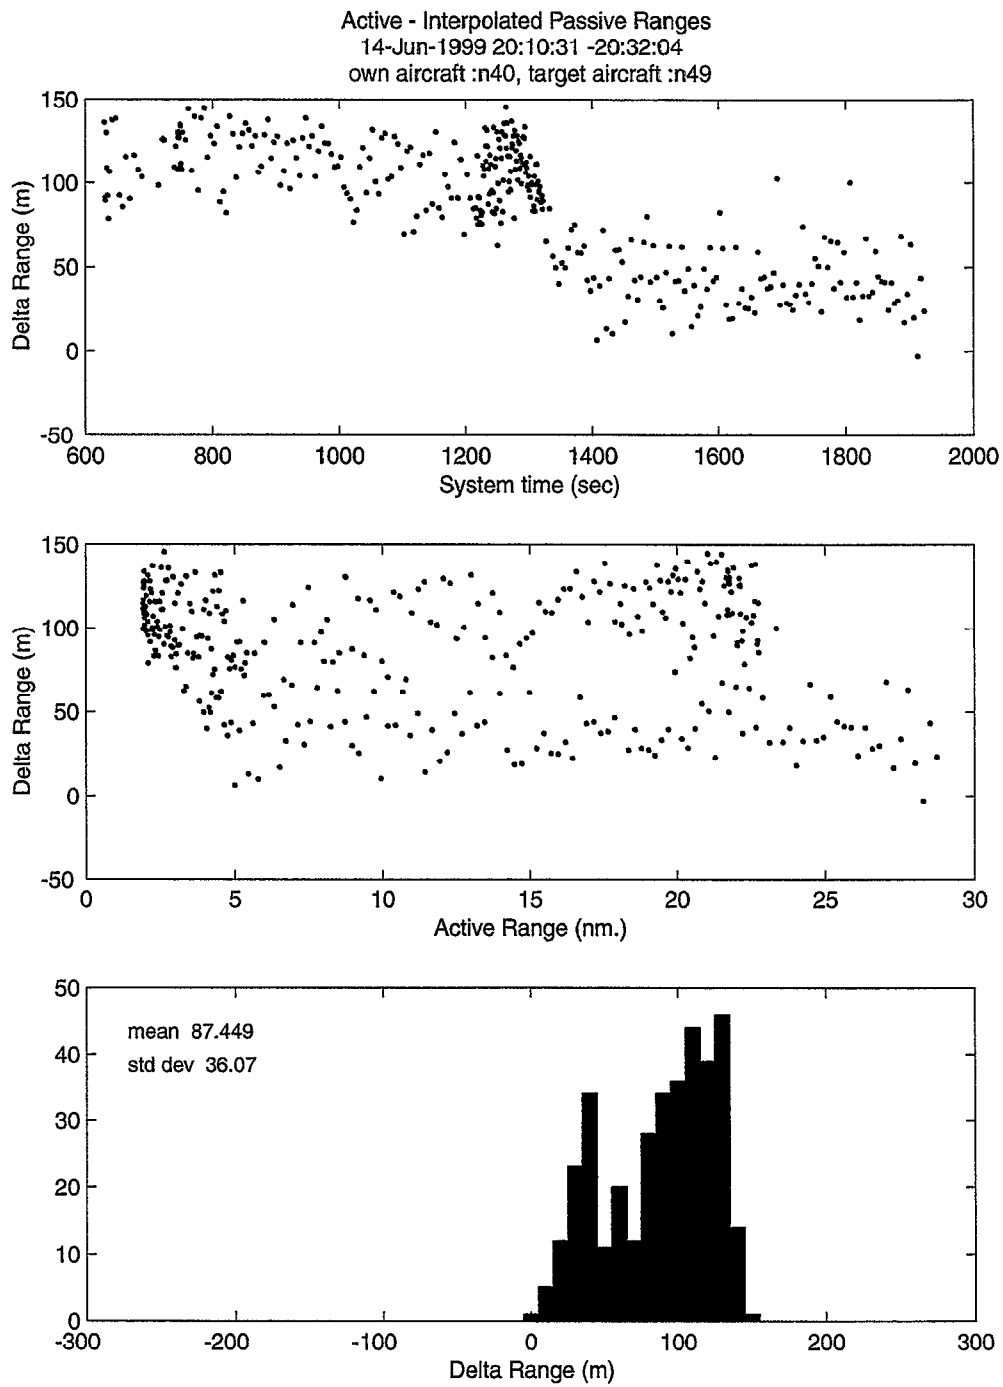 Active - Interpolated Passive Ranges
14-Jun-1999 20:10:31 -20:32:04
own aircraft :n40, target aircraft :n49
150
100
50
0
-50
Delta Range (m)
600 800 1000 1200 1400 1600 1800 2000
System time (sec)
150
100
50
0
-50
Delta Range (m)
0 5 10 15 20 25 30
Active Range (nm.)
50
40
30
20
10
0
mean 87.449
std dev 36.07
-300 -200 -100 0 100 200 300
Delta Range (m)